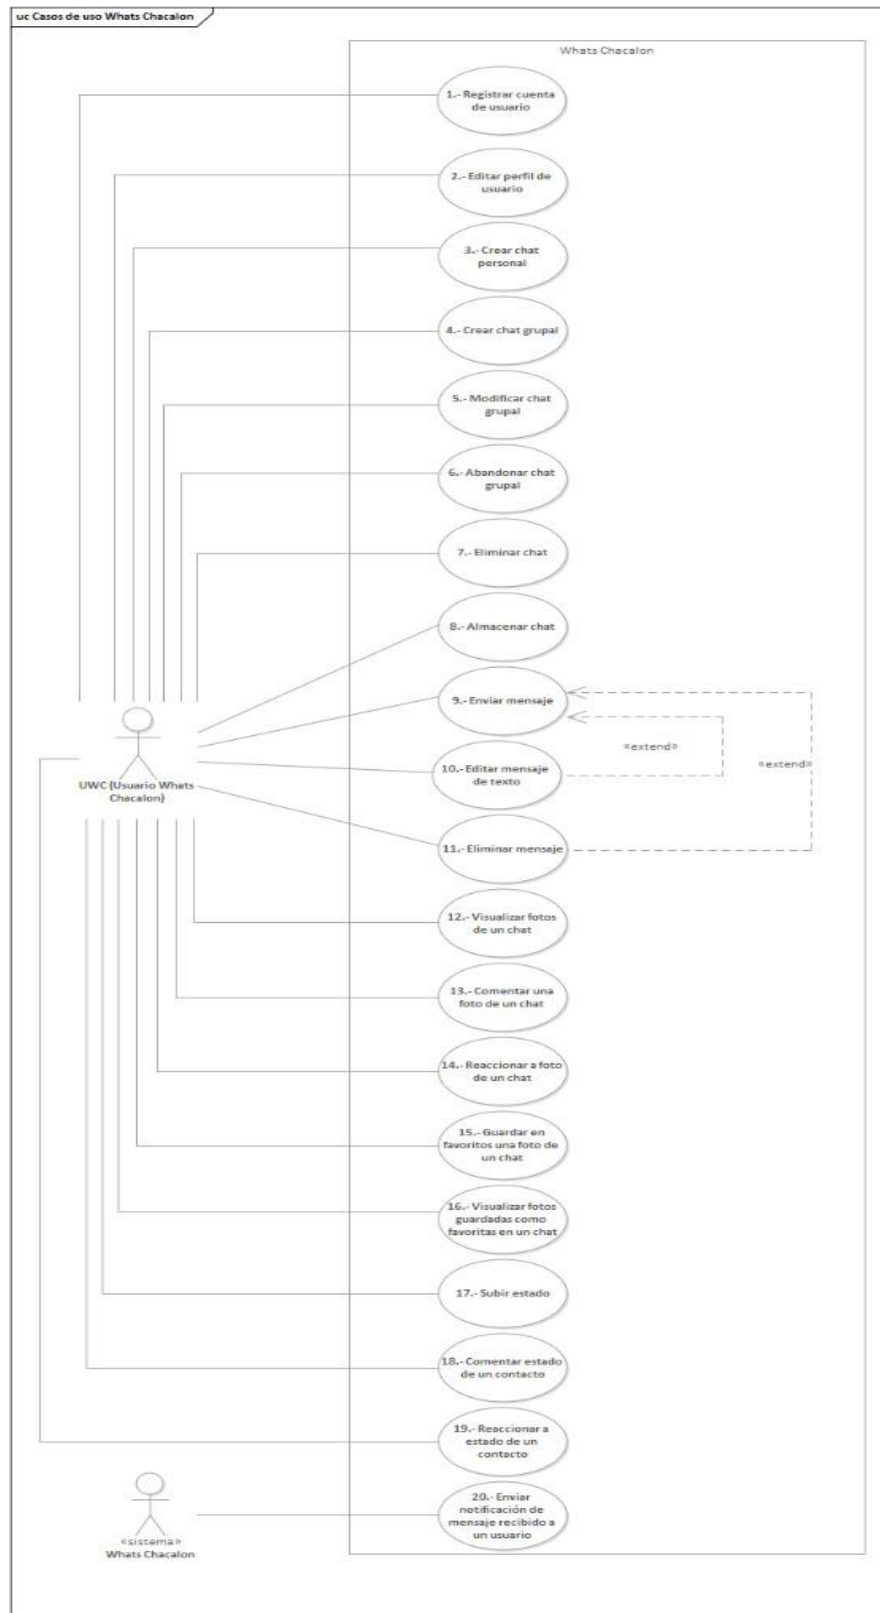 uc Casos de uso Whats Chacalon
Whats Chacalon
1.- Registrar cuenta
de usuario
2.- Editar perfil de
usuario
3.- Crear chat
personal
4.- Crear chat grupal
5.- Modificar chat
grupal
6.- Abandonar chat
grupal
7.- Eliminar chat
8.- Almacenar chat
9.- Enviar mensaje
«extend»
«extend»
10.- Editar mensaje
de texto
UWC (Usuario Whats
Chacalon)
11.- Eliminar mensaje
12.- Visualizar fotos
de un chat
13.- Comentar una
foto de un chat
14.- Reaccionar a foto
de un chat
15.- Guardar en
favoritos una foto de
un chat
16.- Visualizar fotos
guardadas como
favoritas en un chat
17.- Subir estado
18.- Comentar estado
de un contacto
19.- Reaccionar a
estado de un
contacto
20.- Enviar
notificación de
mensaje recibido a
un usuario
«sistema»
Whats Chacalon